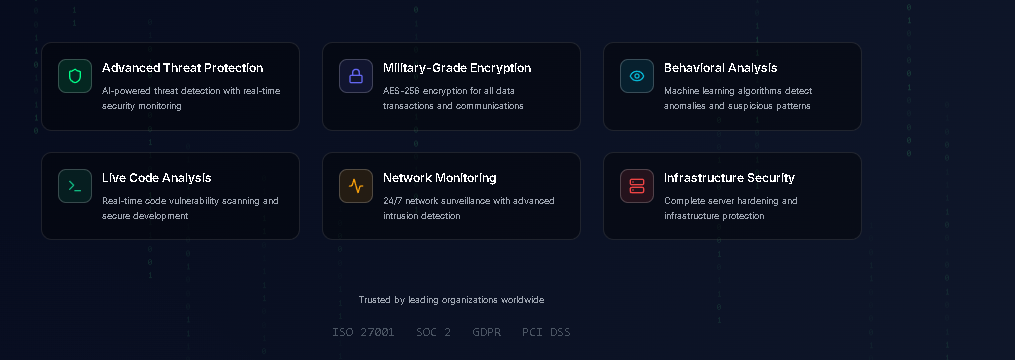 Advanced Threat Protection
AI-powered threat detection with real-time
security monitoring
Military-Grade Encryption
AES-256 encryption for all data
transactions and communications
Behavioral Analysis
Machine learning algorithms detect
anomalies and suspicious patterns
Live Code Analysis
Real-time code vulnerability scanning and
secure development
Network Monitoring
24/7 network surveillance with advanced
intrusion detection
Infrastructure Security
Complete server hardening and
infrastructure protection
Trusted by leading organizations worldwide
ISO 27001 SOC 2 GDPR PCI DSS